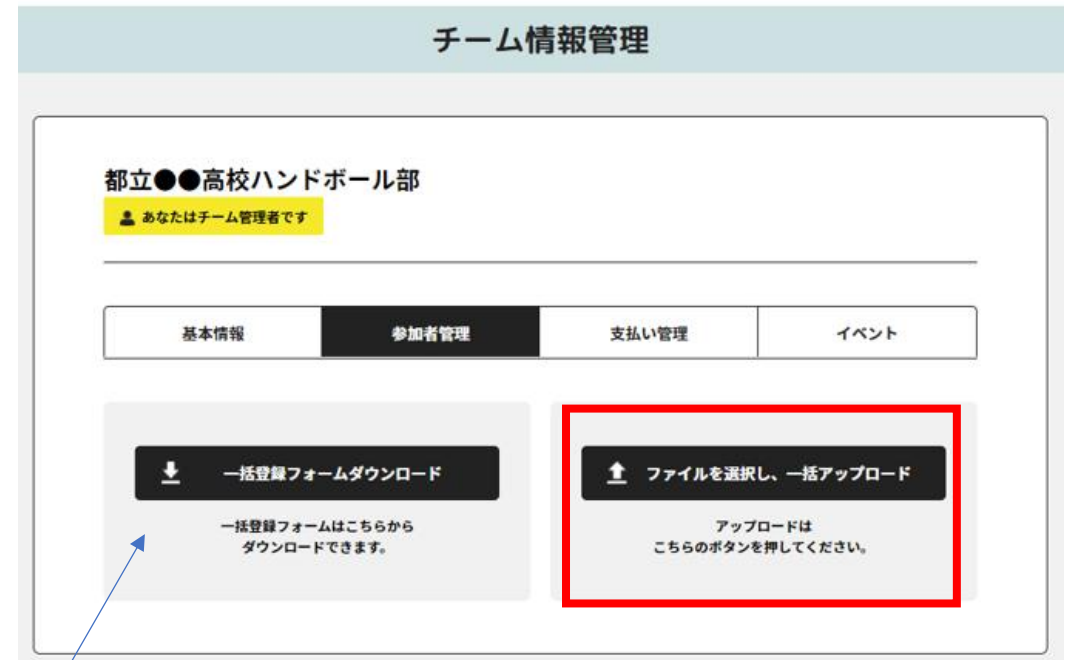 チーム情報管理
都立●●高校ハンドボール部
あなたはチーム管理者です
基本情報
参加者管理
支払い管理
イベント
一括登録フォームダウンロード
一括登録フォームはこちらから
ダウンロードできます。
ファイルを選択し、一括アップロード
アップロードは
こちらのボタンを押してください。